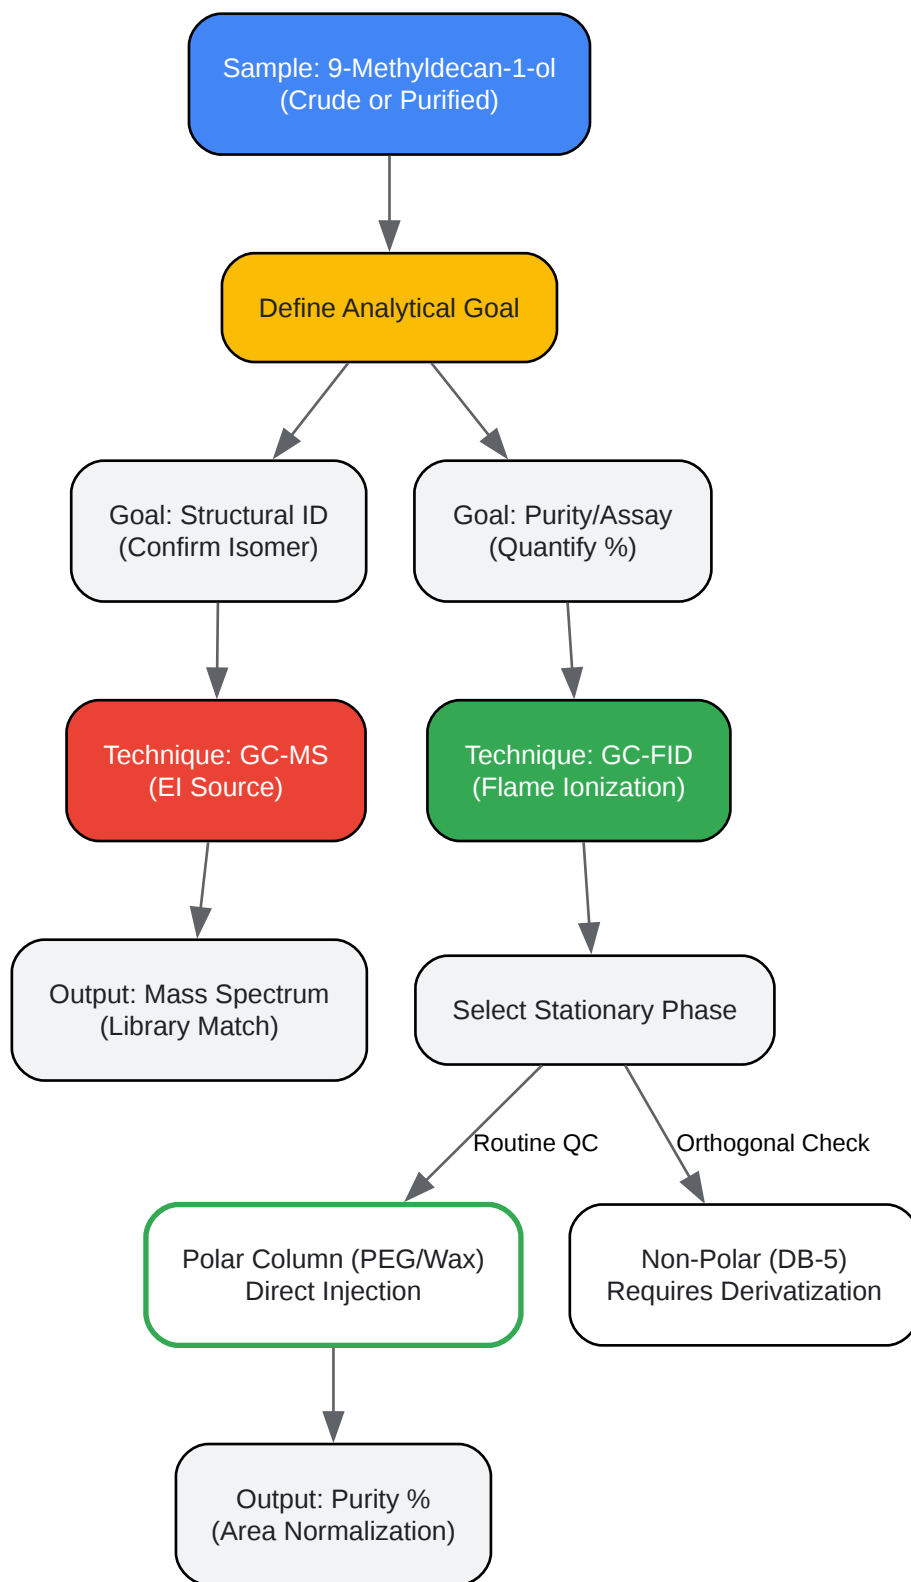 Sample: 9-Methyldecan-1-ol
(Crude or Purified)
Define Analytical Goal
Goal: Structural ID
(Confirm Isomer)
Goal: Purity/Assay
(Quantify %)
Technique: GC-MS
(EI Source)
Technique: GC-FID
(Flame Ionization)
Output: Mass Spectrum
(Library Match)
Select Stationary Phase
Routine QC
Orthogonal Check
Polar Column (PEG/Wax)
Direct Injection
Non-Polar (DB-5)
Requires Derivatization
Output: Purity %
(Area Normalization)